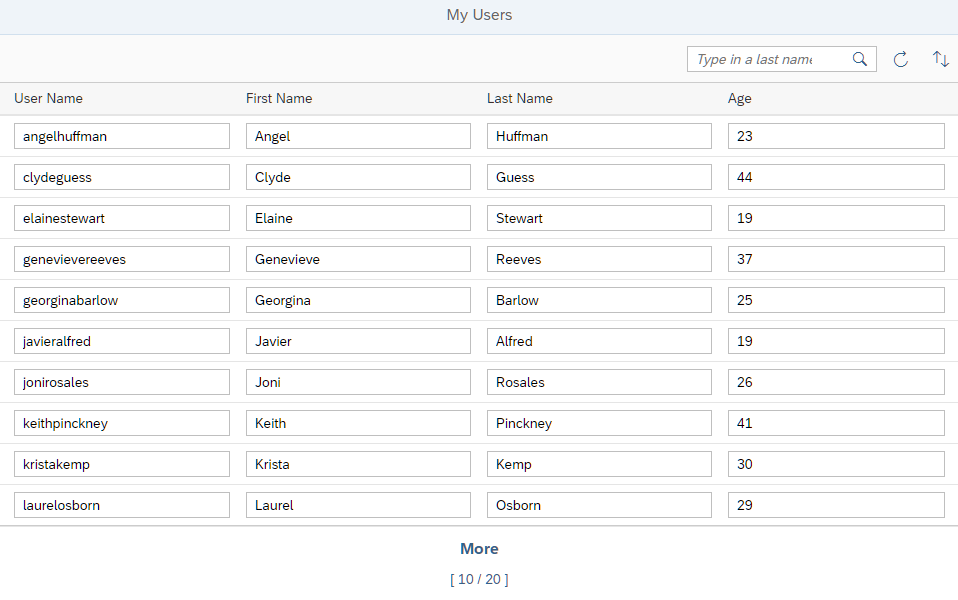 My Users
Type in a last name
User Name First Name Last Name Age
angelhuffman Angel Huffman 23
clydeguess Clyde Guess 44
elainestewart Elaine Stewart 19
genevievereeves Genevieve Reeves 37
georginabarlow Georgina Barlow 25
javieralfred Javier Alfred 19
jonirosales Joni Rosales 26
keithpinckney Keith Pinckney 41
kristakemp Krista Kemp 30
laurelosborn Laurel Osborn 29
More
[ 10 / 20 ]